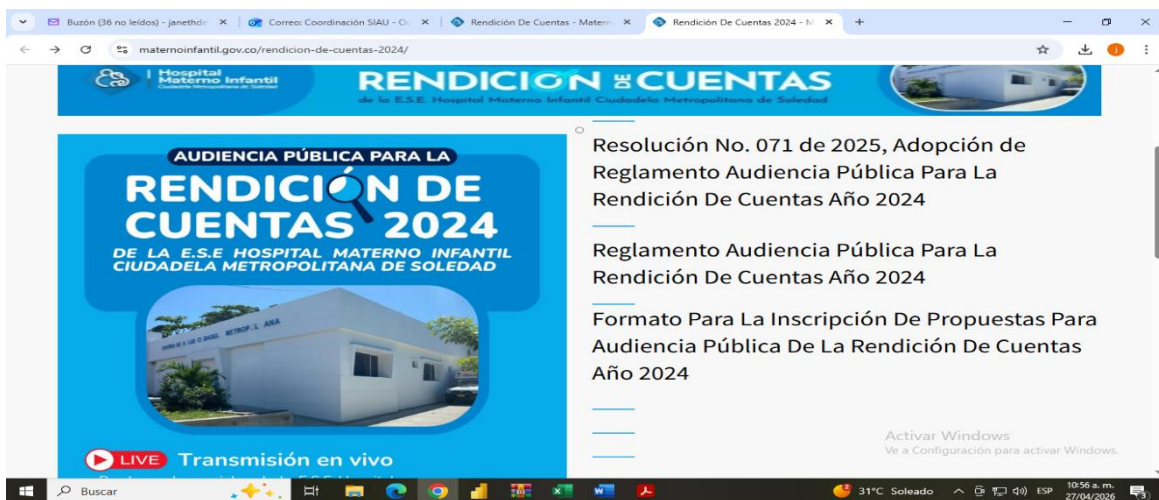 Buzón (36 no leídos) - janethde
Correo: Coordinación SIAU - Ou
Rendición De Cuentas - Matern
Rendición De Cuentas 2024 - M
maternoinfantil.gov.co/rendicion-de-cuentas-2024/
Hospital
Materno Infantil
Ciudadela Metropolitana de Soledad
RENDICIÓN DE CUENTAS
de la E.S.E. Hospital Materno Infantil Ciudadela Metropolitana de Soledad
AUDIENCIA PÚBLICA PARA LA
RENDICIÓN DE
CUENTAS 2024
DE LA E.S.E HOSPITAL MATERNO INFANTIL
CIUDADELA METROPOLITANA DE SOLEDAD
LIVE Transmisión en vivo
Resolución No. 071 de 2025, Adopción de
Reglamento Audiencia Pública Para La
Rendición De Cuentas Año 2024
Reglamento Audiencia Pública Para La
Rendición De Cuentas Año 2024
Formato Para La Inscripción De Propuestas Para
Audiencia Pública De La Rendición De Cuentas
Año 2024
Activar Windows
Ve a Configuración para activar Windows.
Buscar
31°C Soleado
ESP
10:56 a. m.
27/04/2026